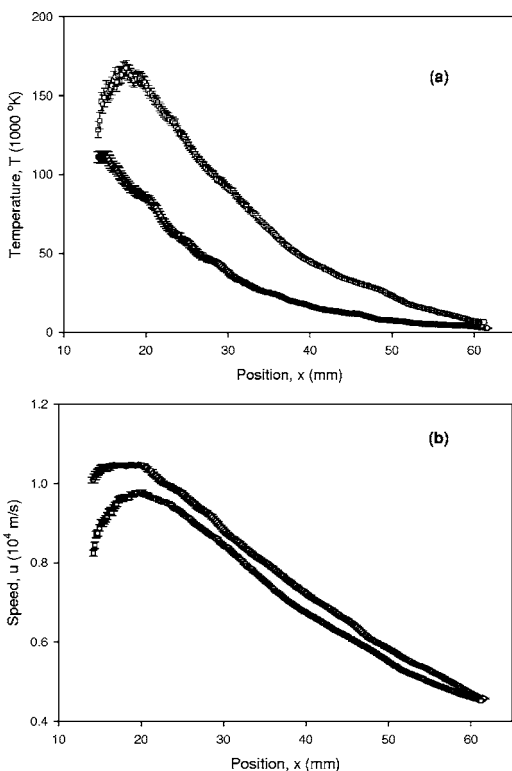 200
(a)
150
100
50
0
Temperature, T (1000 °K)
10 20 30 40 50 60
Position, x (mm)
1.2
(b)
1.0
0.8
0.6
0.4
Speed, u (10⁴ m/s)
10 20 30 40 50 60
Position, x (mm)